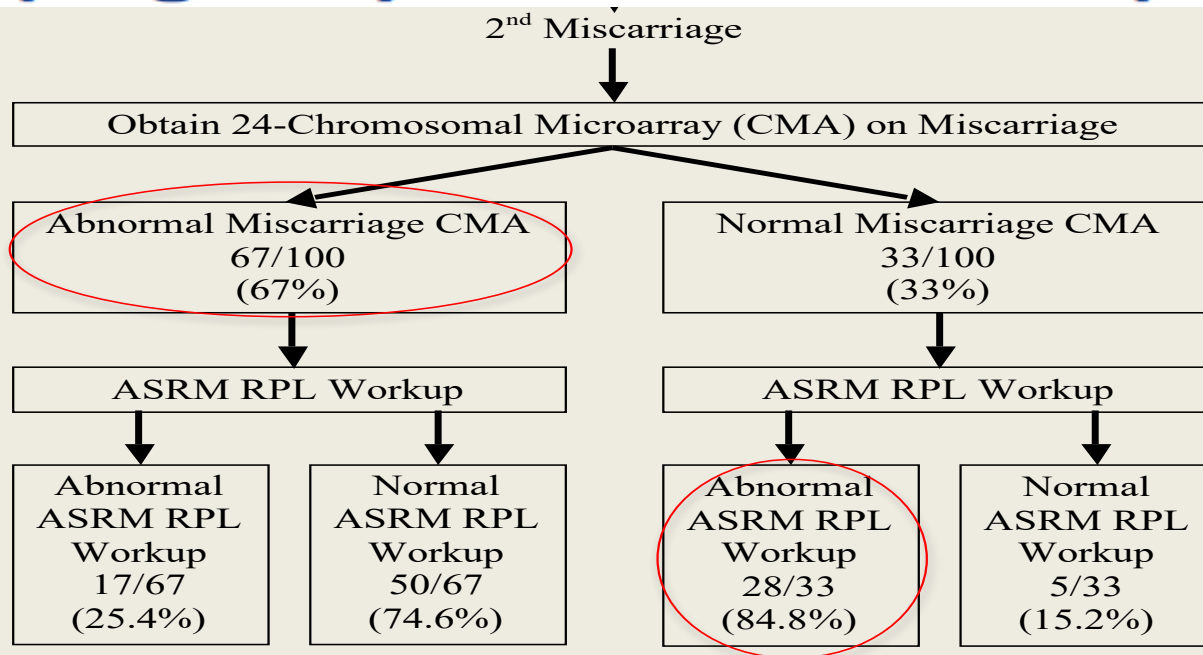 2nd Miscarriage
Obtain 24-Chromosomal Microarray (CMA) on Miscarriage
Abnormal Miscarriage CMA
67/100
(67%)
Normal Miscarriage CMA
33/100
(33%)
ASRM RPL Workup
ASRM RPL Workup
Abnormal
ASRM RPL
Workup
17/67
(25.4%)
Normal
ASRM RPL
Workup
50/67
(74.6%)
Abnormal
ASRM RPL
Workup
28/33
(84.8%)
Normal
ASRM RPL
Workup
5/33
(15.2%)